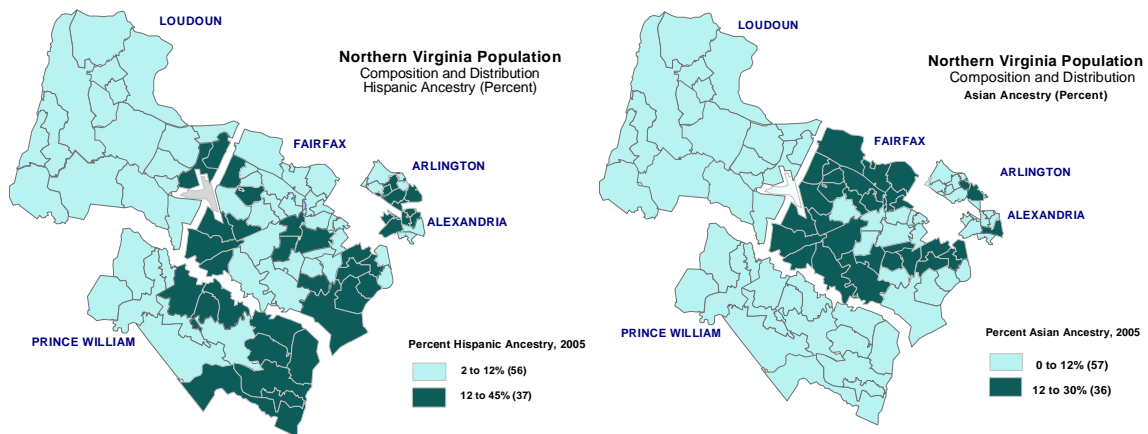 LOUDOUN
Northern Virginia Population
Composition and Distribution
Hispanic Ancestry (Percent)
FAIRFAX
ARLINGTON
ALEXANDRIA
PRINCE WILLIAM
Percent Hispanic Ancestry, 2005
2 to 12% (56)
12 to 45% (37)
LOUDOUN
Northern Virginia Population
Composition and Distribution
Asian Ancestry (Percent)
FAIRFAX
ARLINGTON
ALEXANDRIA
PRINCE WILLIAM
Percent Asian Ancestry, 2005
0 to 12% (57)
12 to 30% (36)